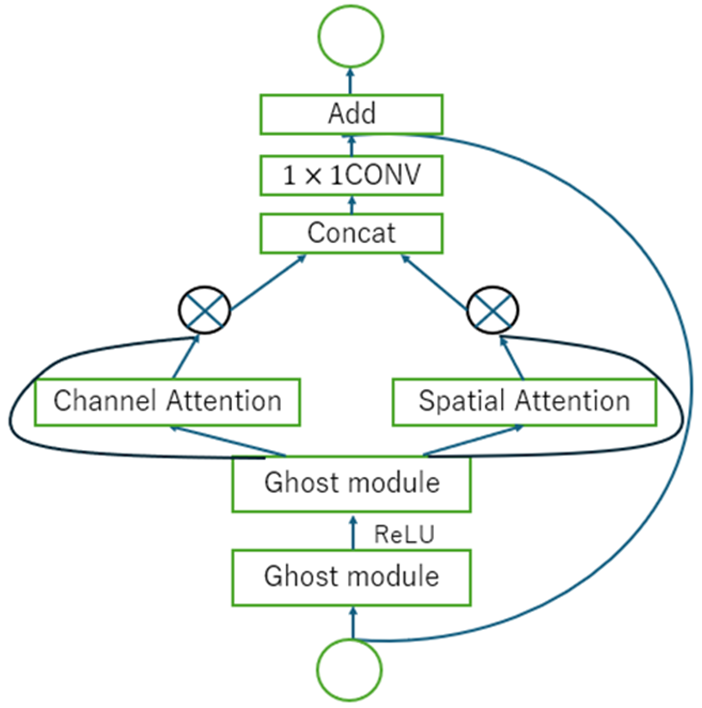 Add
1 × 1CONV
Concat
Channel Attention
Spatial Attention
Ghost module
ReLU
Ghost module